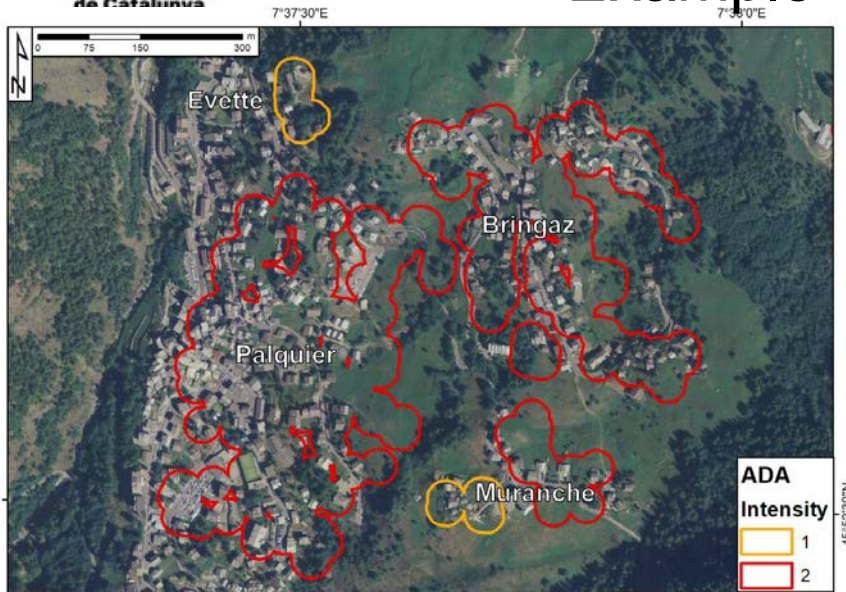 de Catalunya
7°37'30"E
7°38'0"E
0 75 150 300 m
N
Evette
Bringaz
Palquier
Muranche
ADA
Intensity
1
2